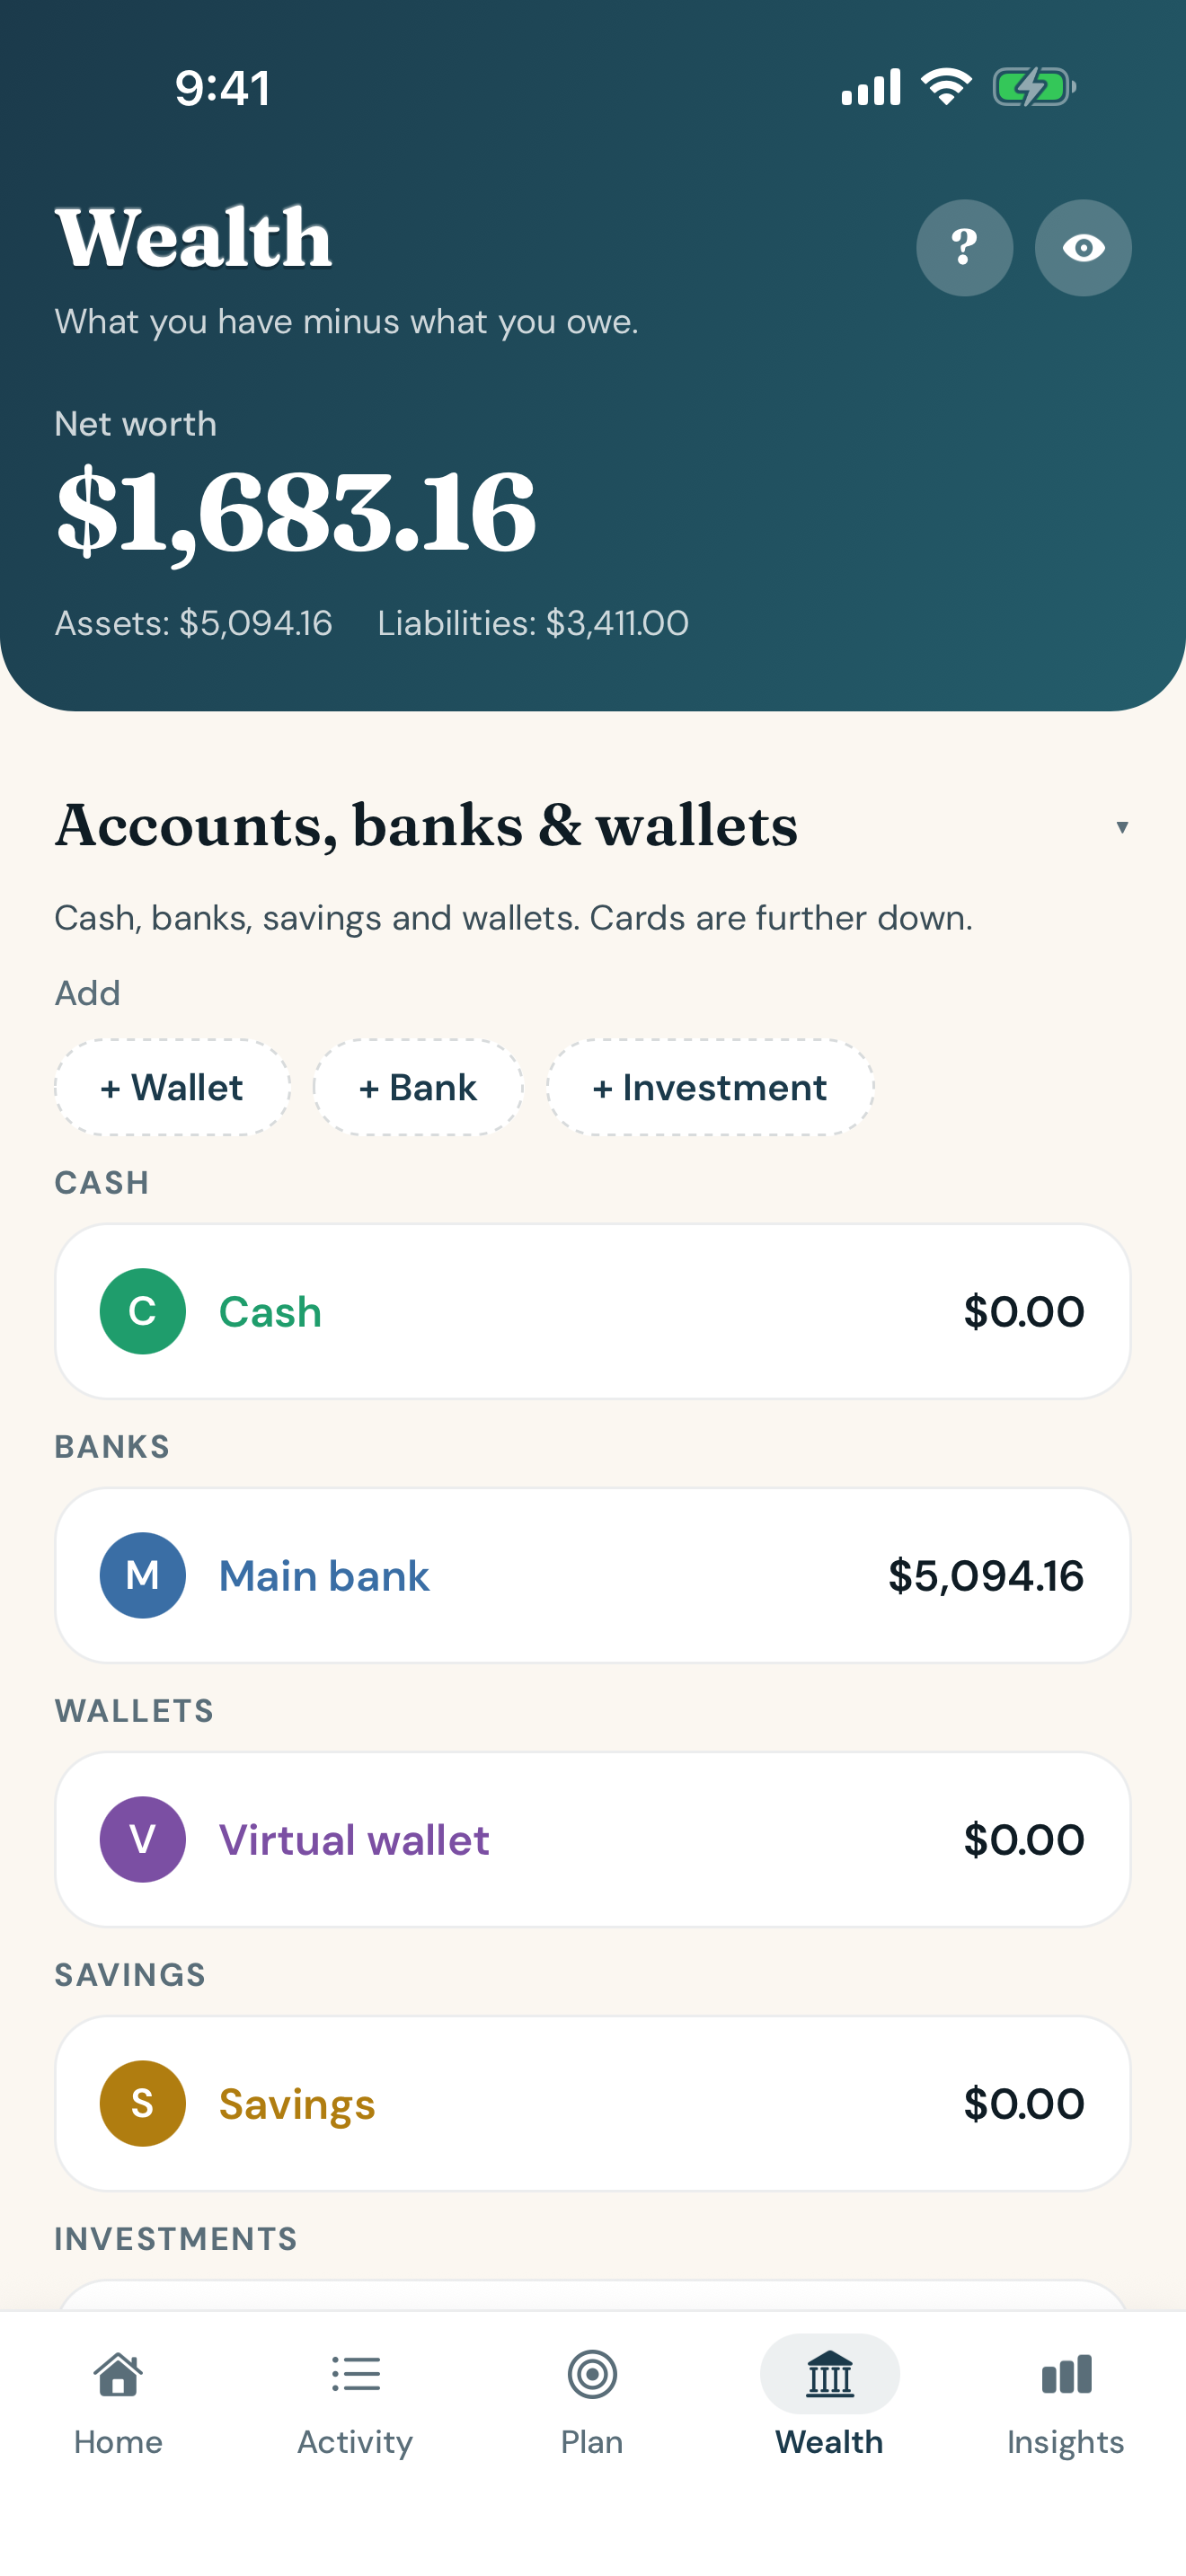 9:41
Wealth
?
What you have minus what you owe.
Net worth
$1,683.16
Assets: $5,094.16 Liabilities: $3,411.00
Accounts, banks & wallets
Cash, banks, savings and wallets. Cards are further down.
Add
+ Wallet + Bank + Investment
CASH
C Cash $0.00
BANKS
M Main bank $5,094.16
WALLETS
V Virtual wallet $0.00
SAVINGS
S Savings $0.00
INVESTMENTS
Home Activity Plan Wealth Insights